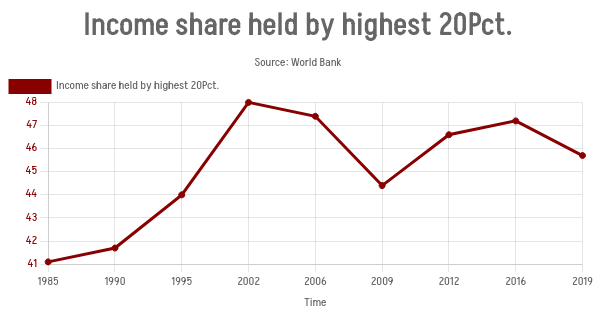 Income share held by highest 20Pct.
Source: World Bank
Income share held by highest 20Pct.
48
47
46
45
44
43
42
41
1985 1990 1995 2002 2006 2009 2012 2016 2019
Time